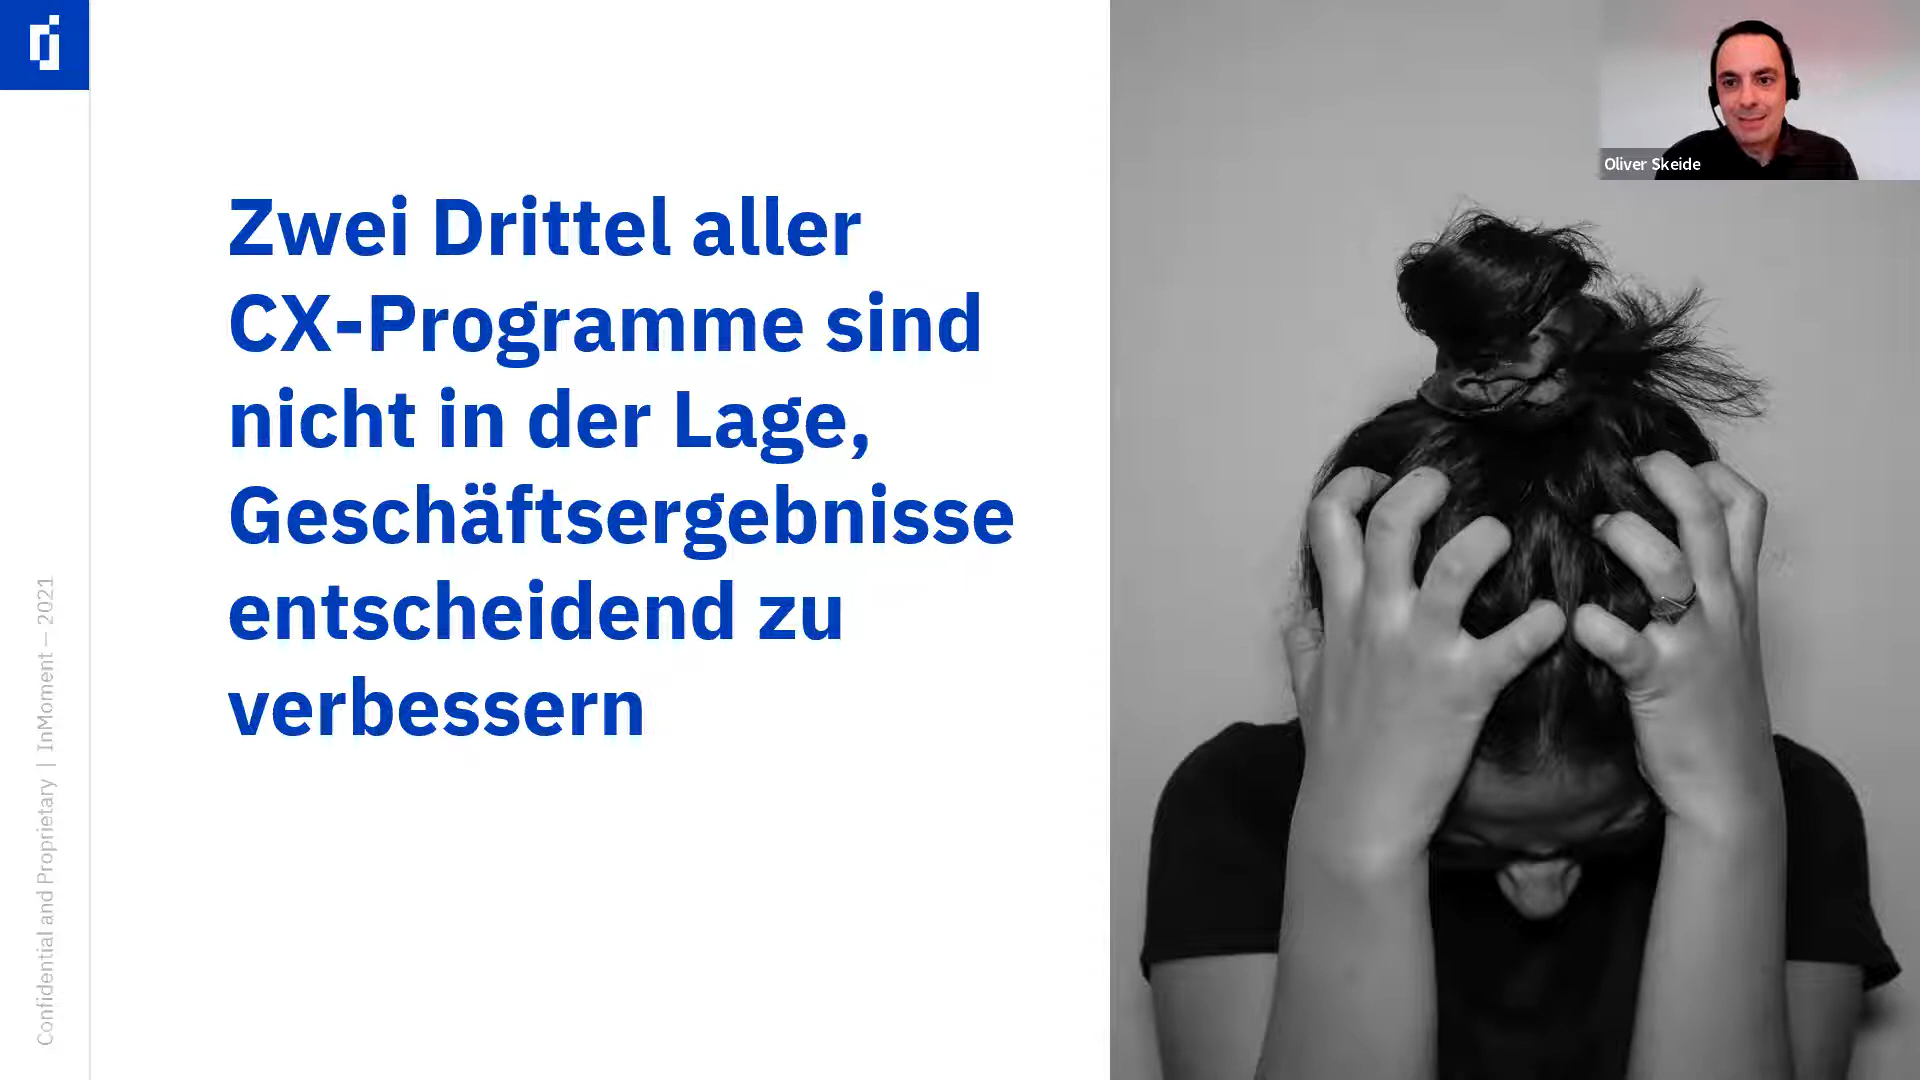 Zwei Drittel aller
CX-Programme sind
nicht in der Lage,
Geschäftsergebnisse
entscheidend zu
verbessern
Oliver Skeide
Confidential and Proprietary | InMoment – 2021